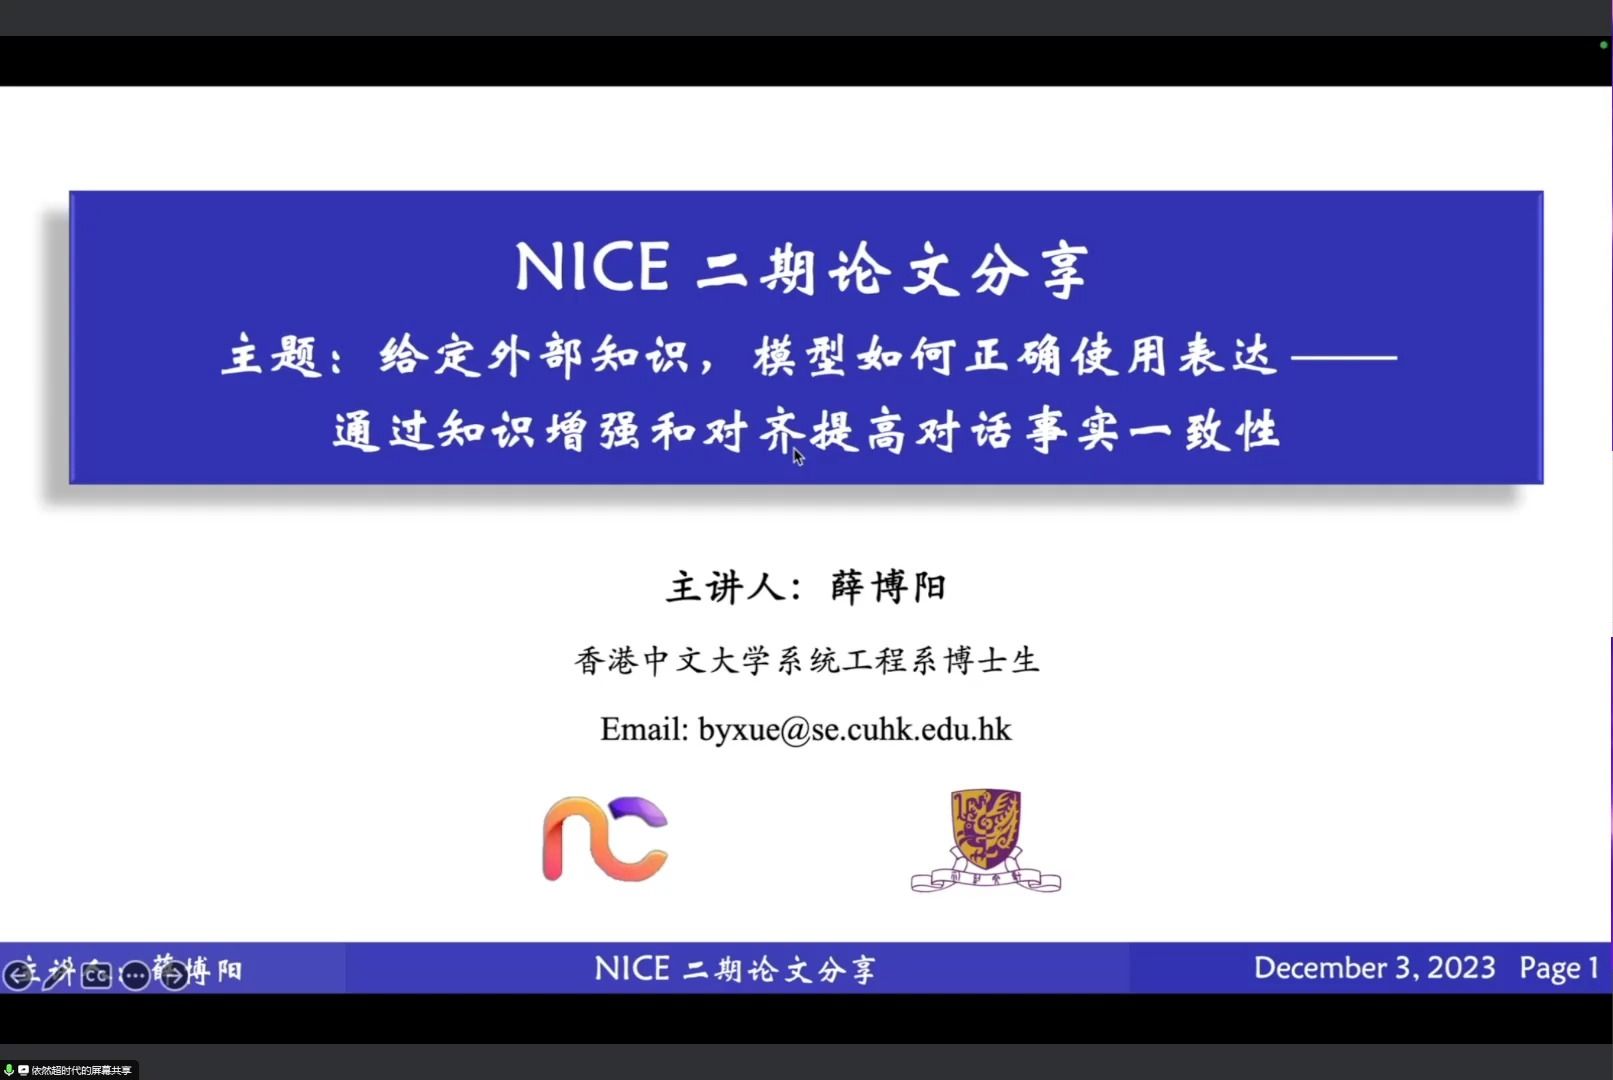 NICE 二期论文分享
主题：给定外部知识，模型如何正确使用表达——
通过知识增强和对齐提高对话事实一致性
主讲人：薛博阳
香港中文大学系统工程系博士生
Email: byxue@se.cuhk.edu.hk
主讲人：薛博阳
NICE 二期论文分享
December 3, 2023 Page 1
依然超时代的屏幕共享